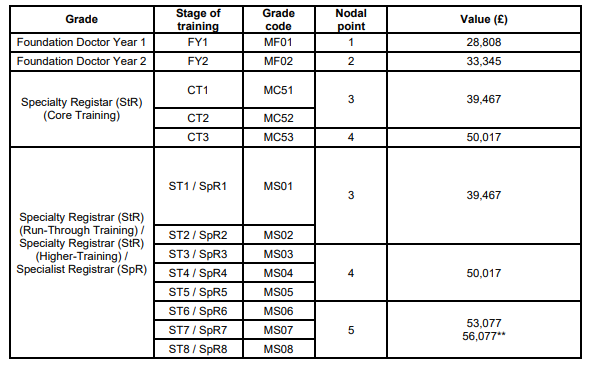 Grade Stage of training Grade code Nodal point Value (£)
Foundation Doctor Year 1 FY1 MF01 1 28,808
Foundation Doctor Year 2 FY2 MF02 2 33,345
Specialty Registar (StR)
(Core Training)
CT1 MC51
CT2 MC52
3 39,467
CT3 MC53 4 50,017
Specialty Registrar (StR)
(Run-Through Training) /
Specialty Registrar (StR)
(Higher-Training) /
Specialist Registrar (SpR)
ST1 / SpR1 MS01
ST2 / SpR2 MS02
3 39,467
ST3 / SpR3 MS03
ST4 / SpR4 MS04
ST5 / SpR5 MS05
4 50,017
ST6 / SpR6 MS06
ST7 / SpR7 MS07
ST8 / SpR8 MS08
5 53,077
56,077**